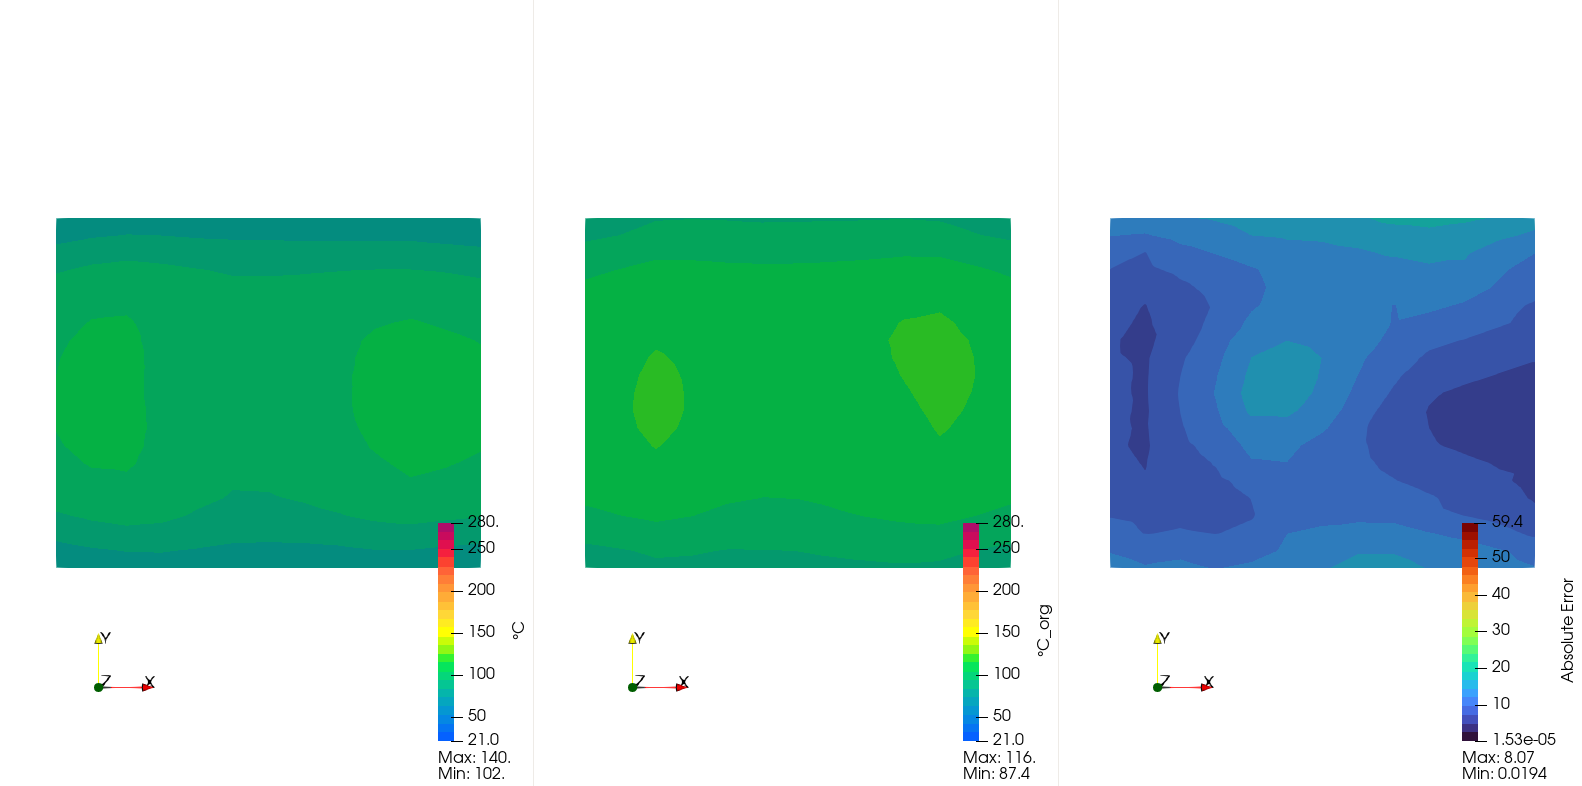 280.
250
200
150
100
50
21.0
°C
Max: 140.
Min: 102.
Y
Z
X
280.
250
200
150
100
50
21.0
°C_org
Max: 116.
Min: 87.4
Y
Z
X
59.4
50
40
30
20
10
1.53e-05
Absolute Error
Max: 8.07
Min: 0.0194
Y
Z
X